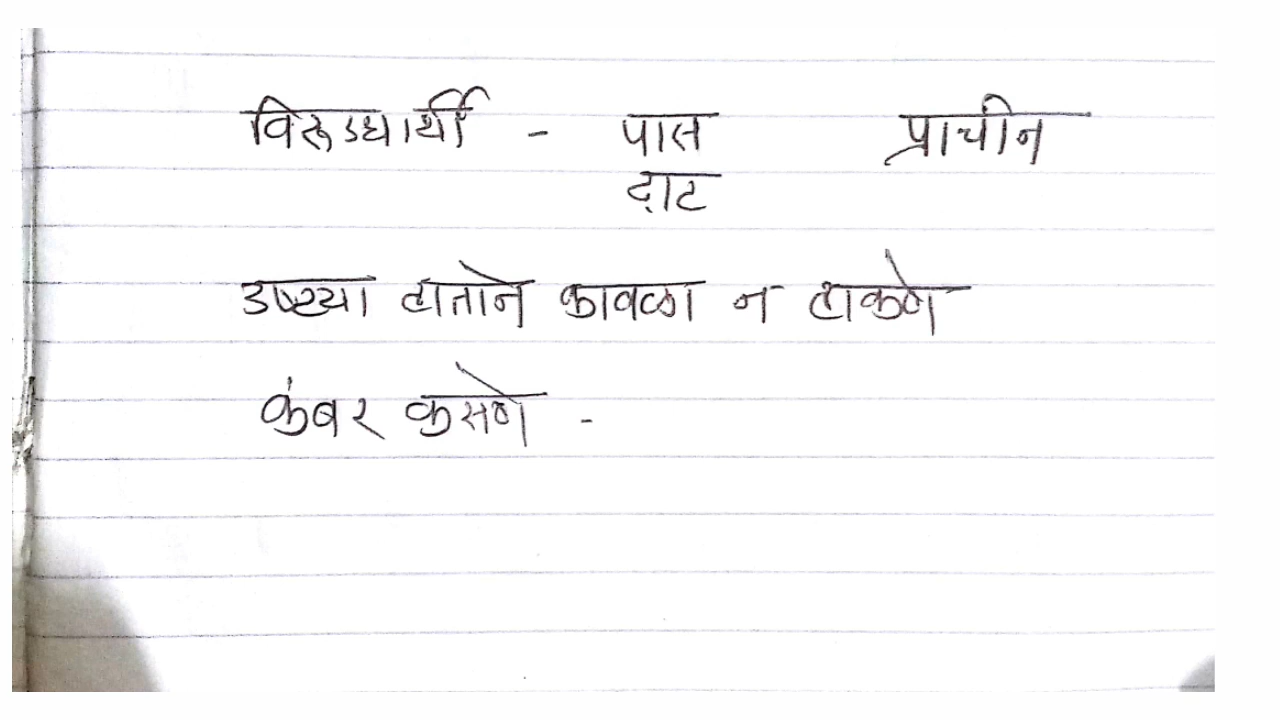 विरूध्दार्थी - पास प्राचीन
दाट
उष्ट्या हाताने कावळा न हाकणे
कंबर कसणे -